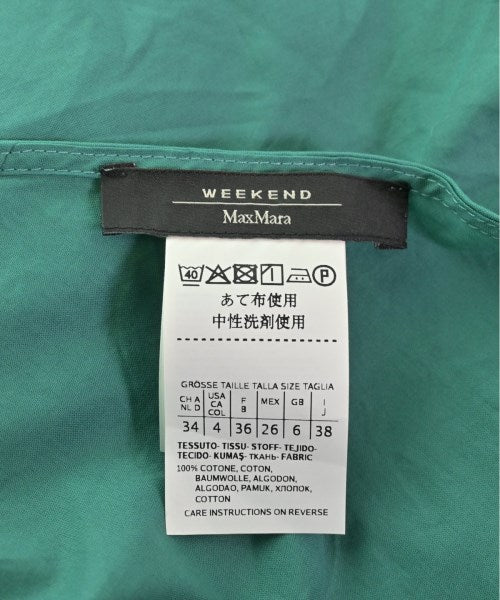 WEEKEND
MaxMara
40 P
あて布使用
中性洗剤使用
GRÖSSE TAILLE TALLA SIZE TAGLIA
CH A NL D USA CA COL F B MEX GB I J
34 4 36 26 6 38
TESSUTO- TISSU- STOFF- TEJIDO-
TECIDO- KUMAŞ- ТКАНЬ- FABRIC
100% COTONE, COTON,
BAUMWOLLE, ALGODON,
ALGODAO, PAMUK, ХЛОПОК,
COTTON
CARE INSTRUCTIONS ON REVERSE